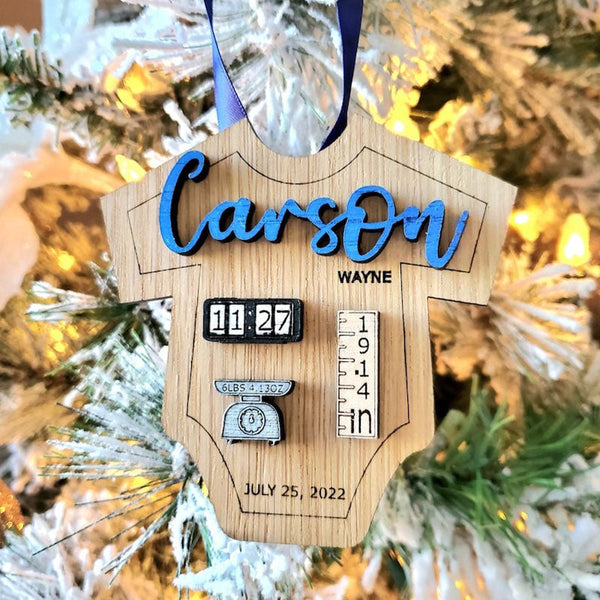 Carson
WAYNE
11:27
19.14
in
6LBS 4.13OZ
JULY 25, 2022